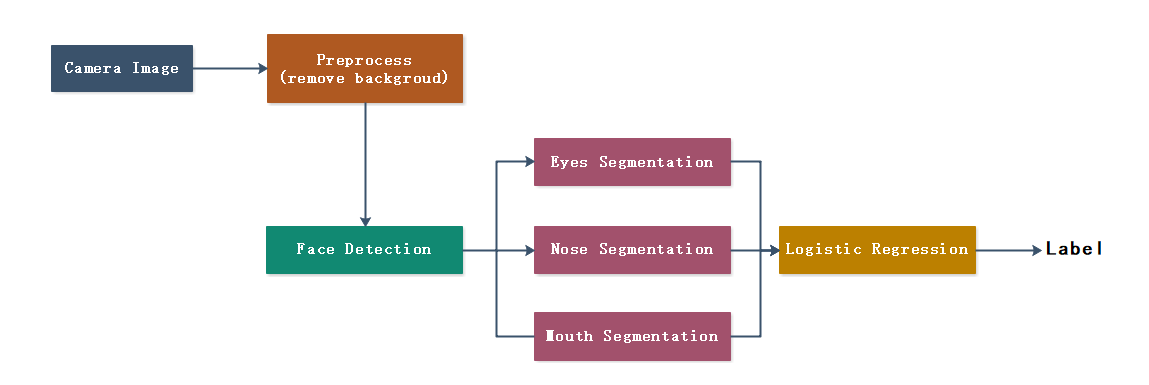 Camera Image
Preprocess
(remove backgroud)
Eyes Segmentation
Face Detection
Nose Segmentation
Logistic Regression
Label
Mouth Segmentation